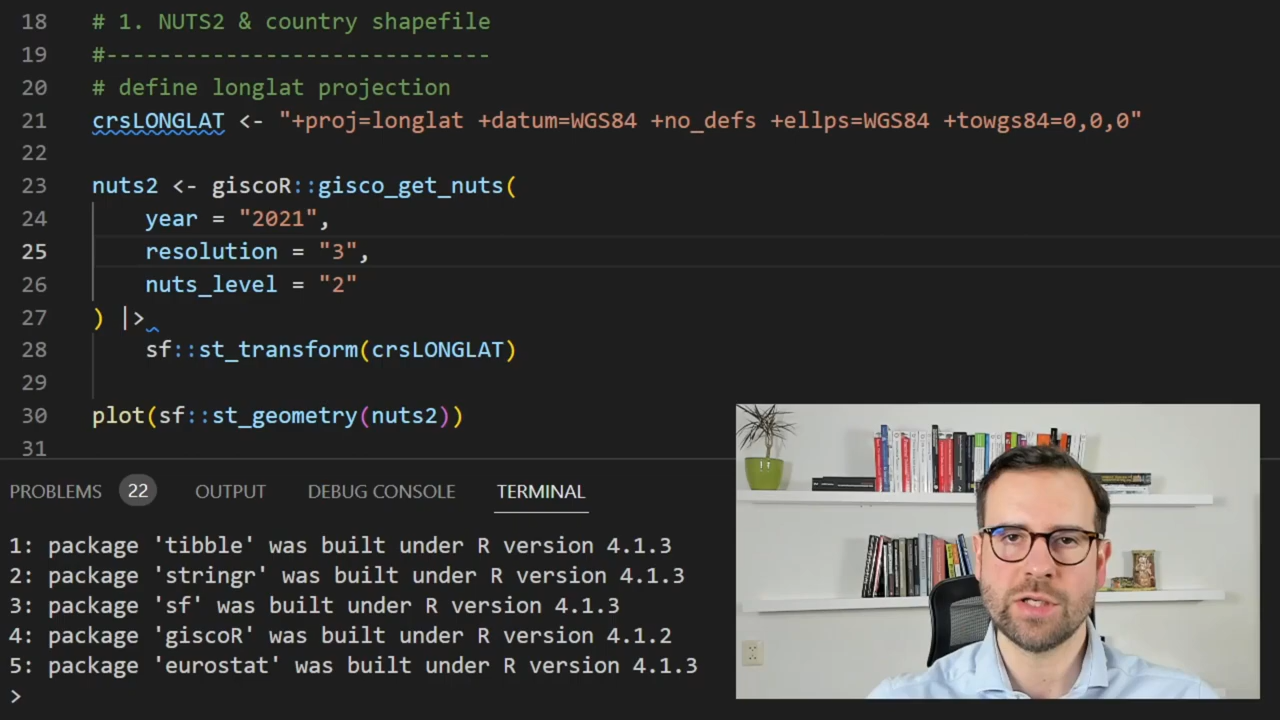 18 # 1. NUTS2 & country shapefile
19 #-----------------------------
20 # define longlat projection
21 crsLONGLAT <- "+proj=longlat +datum=WGS84 +no_defs +ellps=WGS84 +towgs84=0,0,0"
22
23 nuts2 <- giscoR::gisco_get_nuts(
24     year = "2021",
25     resolution = "3",
26     nuts_level = "2"
27 ) |>
28     sf::st_transform(crsLONGLAT)
29
30 plot(sf::st_geometry(nuts2))
31
PROBLEMS 22 OUTPUT DEBUG CONSOLE TERMINAL
1: package 'tibble' was built under R version 4.1.3
2: package 'stringr' was built under R version 4.1.3
3: package 'sf' was built under R version 4.1.3
4: package 'giscoR' was built under R version 4.1.2
5: package 'eurostat' was built under R version 4.1.3
>